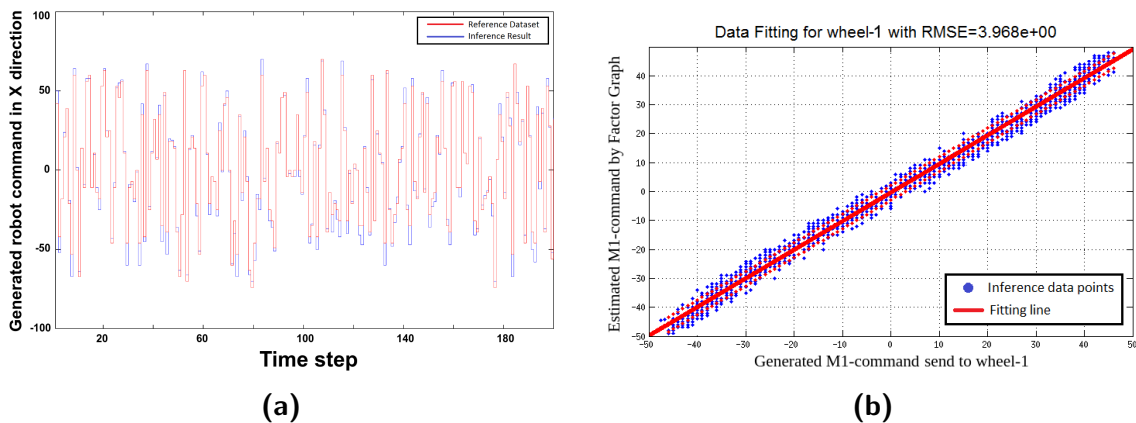 Generated robot command in X direction
100
50
0
-50
-100
Reference Dataset
Inference Result
20
60
100
140
180
Time step
(a)
Data Fitting for wheel-1 with RMSE=3.968e+00
Estimated M1-command by Factor Graph
50
40
30
20
10
0
-10
-20
-30
-40
-50
Inference data points
Fitting line
-50
-40
-30
-20
-10
0
10
20
30
40
50
Generated M1-command send to wheel-1
(b)